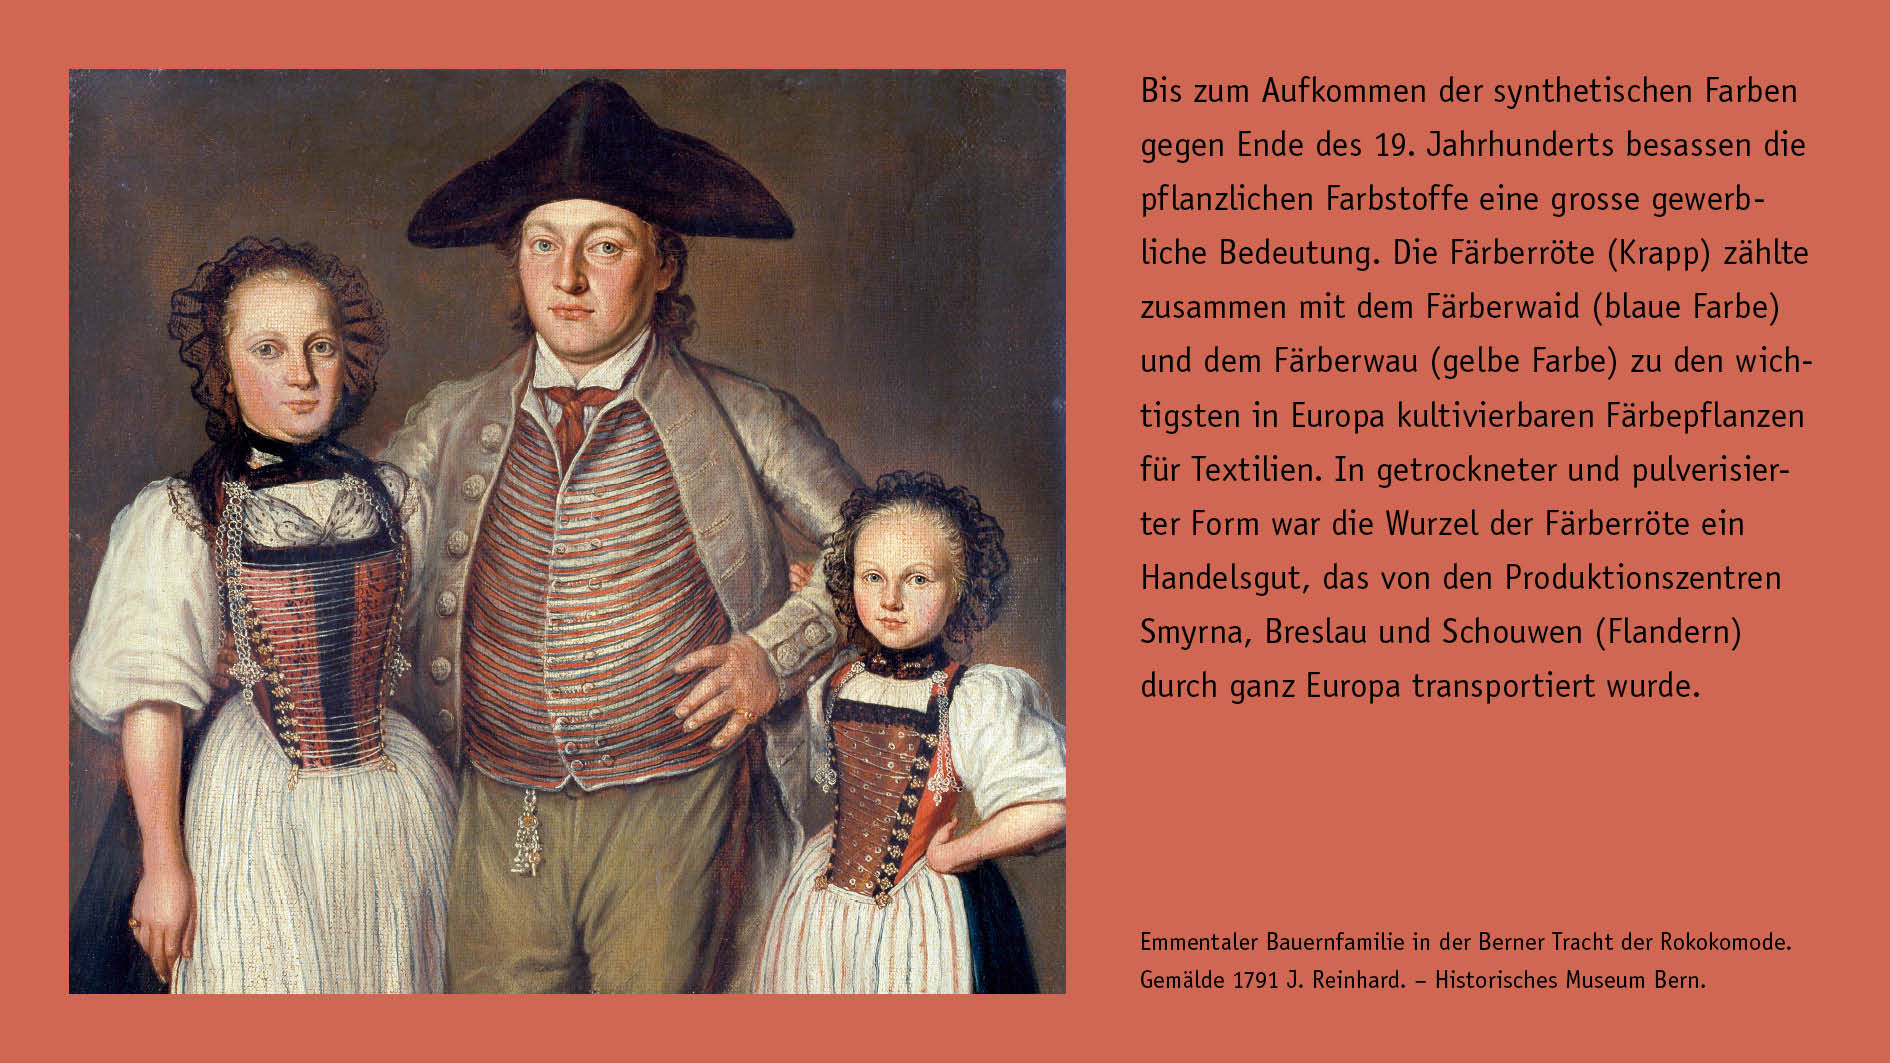 Bis zum Aufkommen der synthetischen Farben
gegen Ende des 19. Jahrhunderts besassen die
pflanzlichen Farbstoffe eine grosse gewerb-
liche Bedeutung. Die Färberröte (Krapp) zählte
zusammen mit dem Färberwaid (blaue Farbe)
und dem Färberwau (gelbe Farbe) zu den wich-
tigsten in Europa kultivierbaren Färbepflanzen
für Textilien. In getrockneter und pulverisier-
ter Form war die Wurzel der Färberröte ein
Handelsgut, das von den Produktionszentren
Smyrna, Breslau und Schouwen (Flandern)
durch ganz Europa transportiert wurde.
Emmentaler Bauernfamilie in der Berner Tracht der Rokokomode.
Gemälde 1791 J. Reinhard. – Historisches Museum Bern.